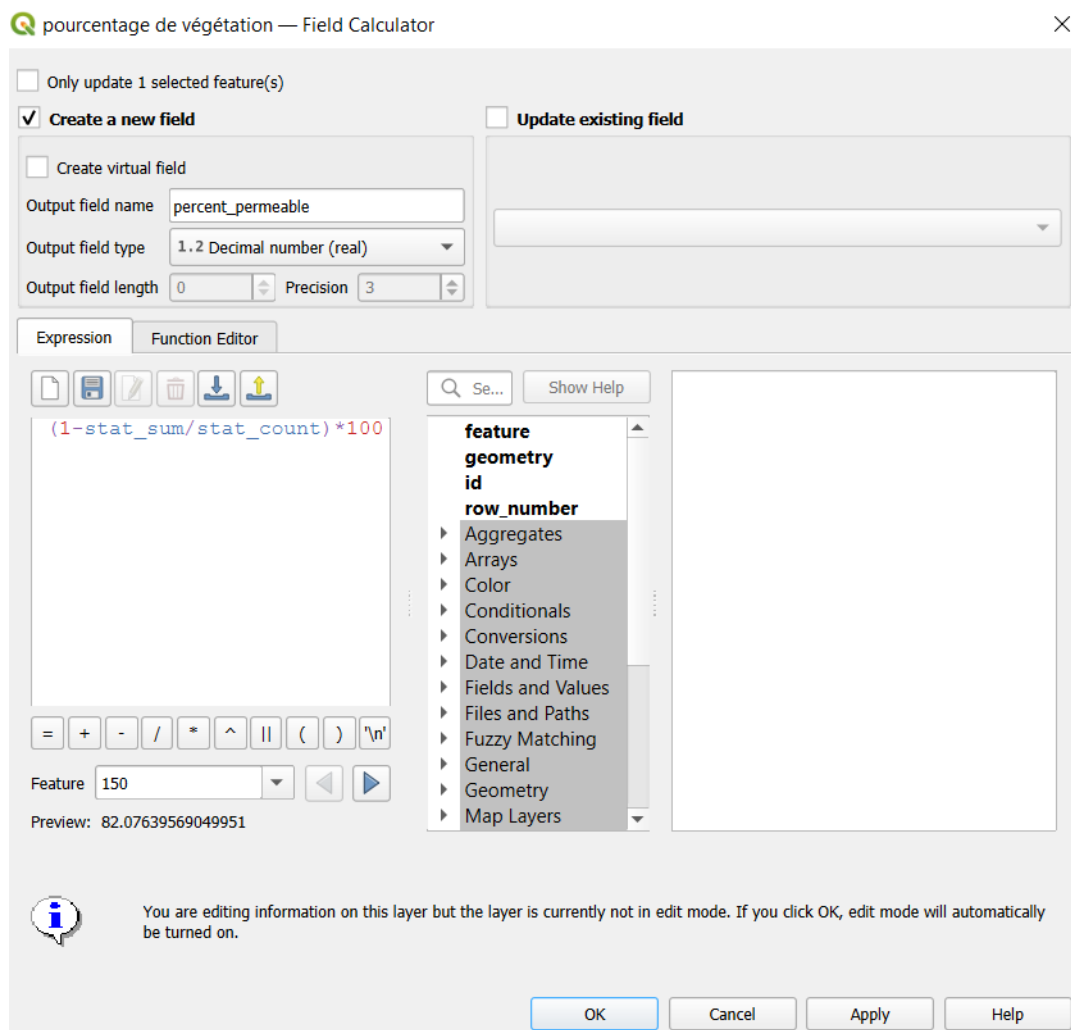 pourcentage de végétation — Field Calculator
Only update 1 selected feature(s)
Create a new field
Update existing field
Create virtual field
Output field name percent_permeable
Output field type 1.2 Decimal number (real)
Output field length 0 Precision 3
Expression Function Editor
Se... Show Help
(1-stat_sum/stat_count)*100
feature
geometry
id
row_number
Aggregates
Arrays
Color
Conditionals
Conversions
Date and Time
Fields and Values
Files and Paths
Fuzzy Matching
General
Geometry
Map Layers
= + - / * ^ || ( ) '\n'
Feature 150
Preview: 82.07639569049951
You are editing information on this layer but the layer is currently not in edit mode. If you click OK, edit mode will automatically
be turned on.
OK Cancel Apply Help